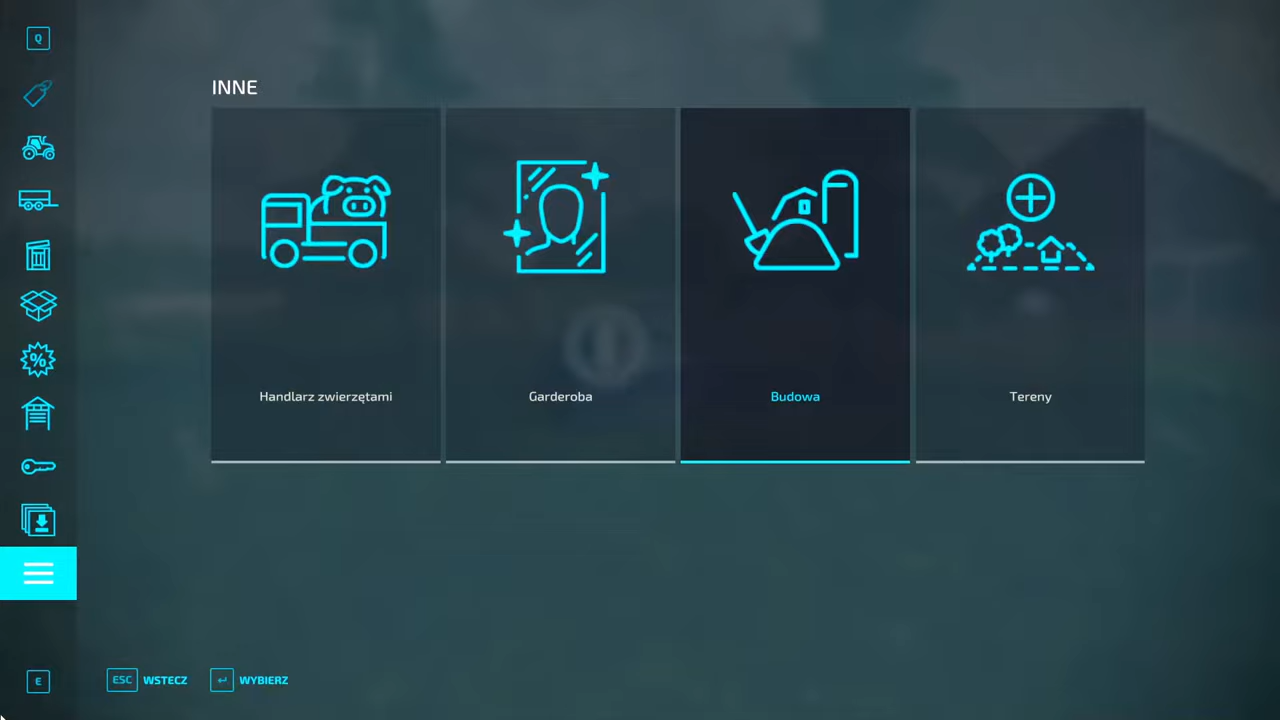 Q
INNE
%
Handlarz zwierzętami
Garderoba
Budowa
Tereny
E
ESC WSTECZ
↩ WYBIERZ